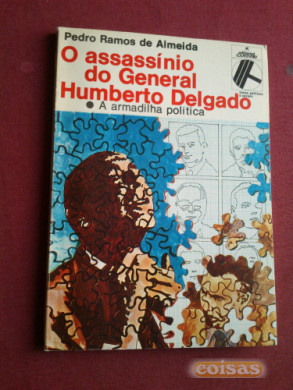 Pedro Ramos de Almeida
O assassínio
do General
Humberto Delgado
● A armadilha política
coisas